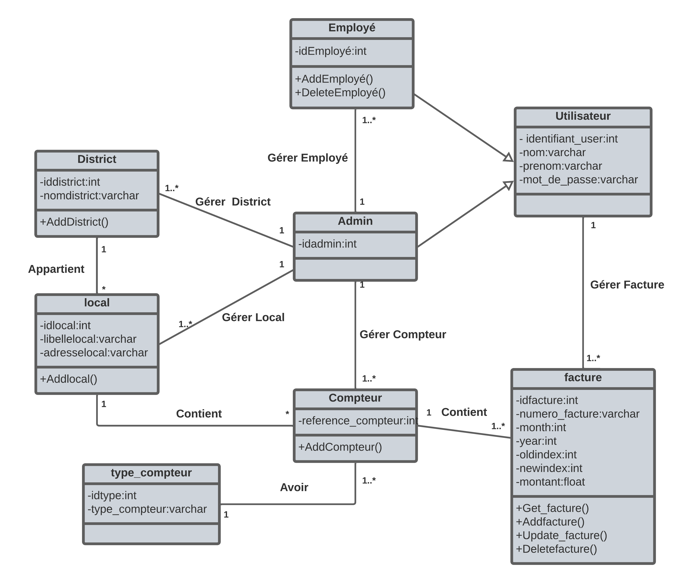 Employé
-idEmployé:int
+AddEmployé()
+DeleteEmployé()
1..*
Gérer Employé
1
Utilisateur
- identifiant_user:int
-nom:varchar
-prenom:varchar
-mot_de_passe:varchar
1
Gérer Facture
1..*
District
-iddistrict:int
-nomdistrict:varchar
+AddDistrict()
1..*
Gérer District
1
1
Appartient
*
Admin
-idadmin:int
1
1
Gérer Compteur
1..*
local
-idlocal:int
-libellelocal:varchar
-adresselocal:varchar
+Addlocal()
1..*
Gérer Local
1
Contient
*
Compteur
-reference_compteur:int
+AddCompteur()
1
Contient
1..*
facture
-idfacture:int
-numero_facture:varchar
-month:int
-year:int
-oldindex:int
-newindex:int
-montant:float
+Get_facture()
+Addfacture()
+Update_facture()
+Deletefacture()
type_compteur
-idtype:int
-type_compteur:varchar
1
Avoir
1..*